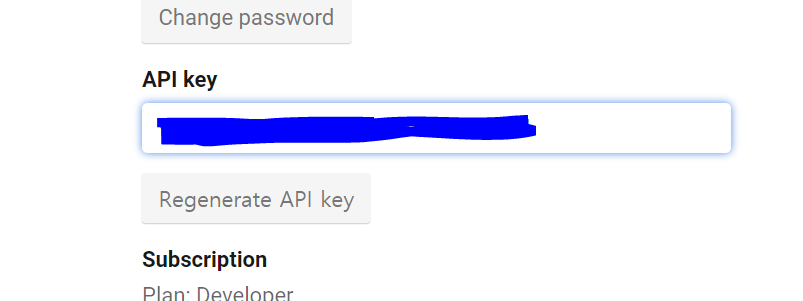 Change password
API key
Regenerate API key
Subscription
Plan: Developer